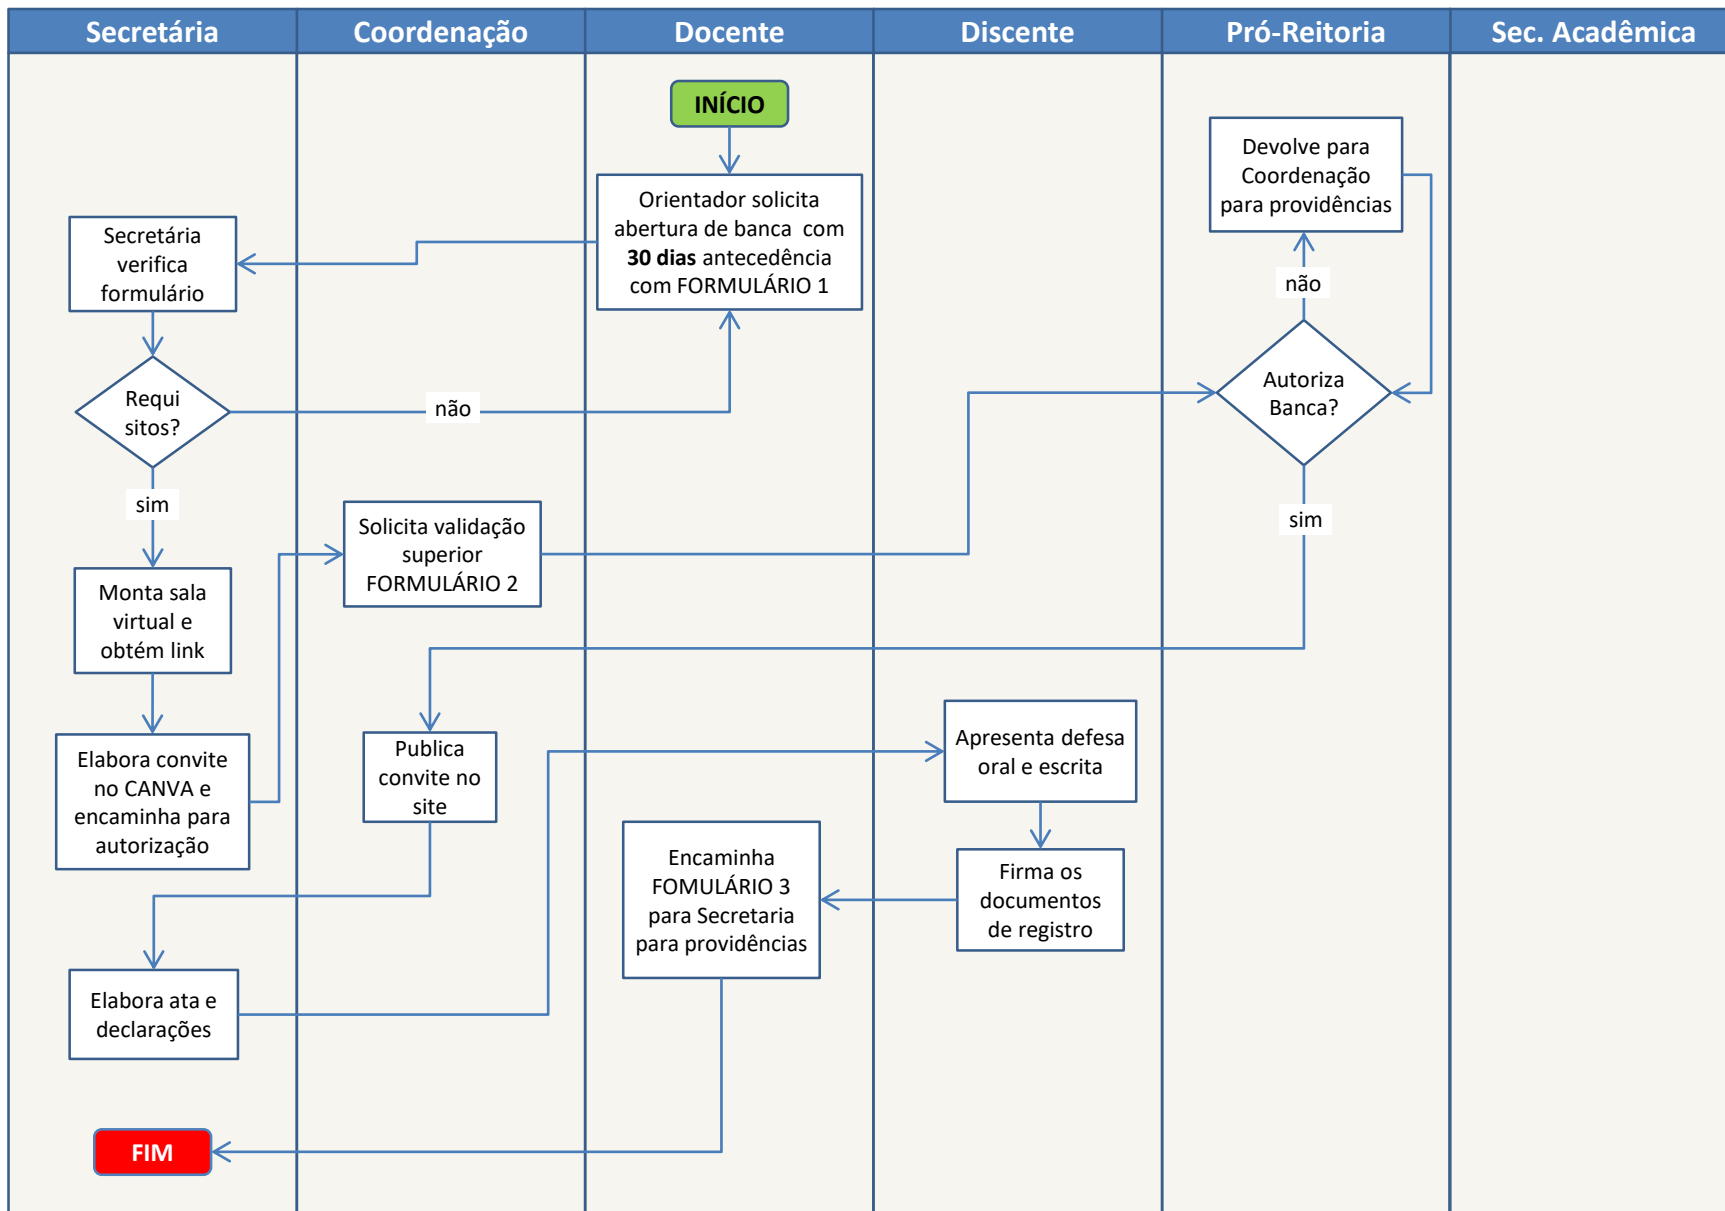 Secretária
Coordenação
Docente
Discente
Pró-Reitoria
Sec. Acadêmica
INÍCIO
Orientador solicita
abertura de banca com
30 dias antecedência
com FORMULÁRIO 1
Secretária
verifica
formulário
Requi
sitos?
não
sim
Monta sala
virtual e
obtém link
Elabora convite
no CANVA e
encaminha para
autorização
Solicita validação
superior
FORMULÁRIO 2
Devolve para
Coordenação
para providências
não
Autoriza
Banca?
sim
Publica
convite no
site
Elabora ata e
declarações
Apresenta defesa
oral e escrita
Firma os
documentos
de registro
Encaminha
FOMULÁRIO 3
para Secretaria
para providências
FIM